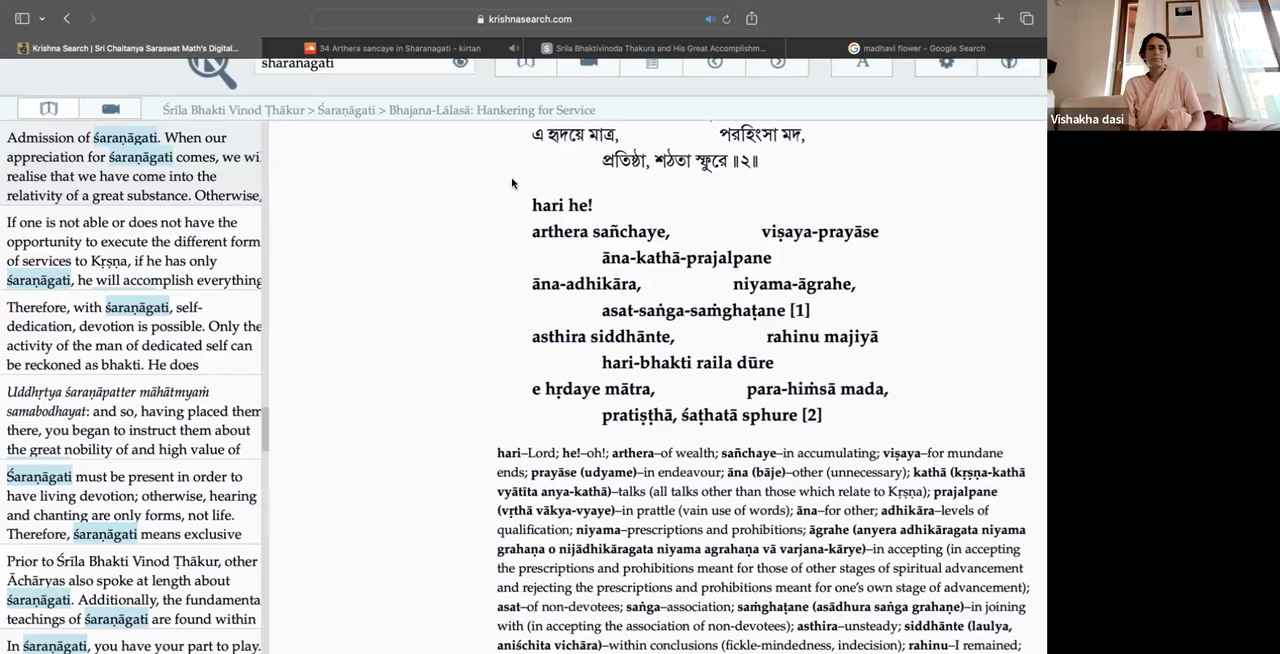 krishnasearch.com
Krishna Search | Sri Chaitanya Saraswat Math's Digital...
34 Arthera sancaye in Sharanagati - kirtan
Srila Bhaktivinoda Thakura and His Great Accomplishm...
madhavi flower - Google Search
sharanagati
Śrīla Bhakti Vinod Ṭhākur > Śaraṇāgati > Bhajana-Lālasā: Hankering for Service
Admission of śaraṇāgati. When our
appreciation for śaraṇāgati comes, we wi
realise that we have come into the
relativity of a great substance. Otherwise,
If one is not able or does not have the
opportunity to execute the different form
of services to Kṛṣṇa, if he has only
śaraṇāgati, he will accomplish everything
Therefore, with śaraṇāgati, self-
dedication, devotion is possible. Only the
activity of the man of dedicated self can
be reckoned as bhakti. He does
Uddhṛtya śaraṇāpatter māhātmyaṁ
samabodhayat: and so, having placed them
there, you began to instruct them about
the great nobility of and high value of
Śaraṇāgati must be present in order to
have living devotion; otherwise, hearing
and chanting are only forms, not life.
Therefore, śaraṇāgati means exclusive
Prior to Śrīla Bhakti Vinod Ṭhākur, other
Āchāryas also spoke at length about
śaraṇāgati. Additionally, the fundamenta
teachings of śaraṇāgati are found within
In śaraṇāgati, you have your part to play.
এ হৃদয়ে মাত্র, পরহিংসা মদ,
প্রতিষ্ঠা, শঠতা স্ফুরে ॥২॥
hari he!
arthera sañchaye, viṣaya-prayāse
āna-kathā-prajalpane
āna-adhikāra, niyama-āgrahe,
asat-saṅga-saṁghaṭane [1]
asthira siddhānte, rahinu majiyā
hari-bhakti raila dūre
e hṛdaye mātra, para-hiṁsā mada,
pratiṣṭhā, śaṭhatā sphure [2]
hari–Lord; he!–oh!; arthera–of wealth; sañchaye–in accumulating; viṣaya–for mundane
ends; prayāse (udyame)–in endeavour; āna (bāje)–other (unnecessary); kathā (kṛṣṇa-kathā
vyātīta anya-kathā)–talks (all talks other than those which relate to Kṛṣṇa); prajalpane
(vṛthā vākya-vyaye)–in prattle (vain use of words); āna–for other; adhikāra–levels of
qualification; niyama–prescriptions and prohibitions; āgrahe (anyera adhikāragata niyama
grahaṇa o nijādhikāragata niyama agrahaṇa vā varjana-kārye)–in accepting (in accepting
the prescriptions and prohibitions meant for those of other stages of spiritual advancement
and rejecting the prescriptions and prohibitions meant for one's own stage of advancement);
asat–of non-devotees; saṅga–association; saṁghaṭane (asādhura saṅga grahaṇe)–in joining
with (in accepting the association of non-devotees); asthira–unsteady; siddhānte (laulya,
aniśchita vichāra)–within conclusions (fickle-mindedness, indecision); rahinu–I remained;
Vishakha dasi